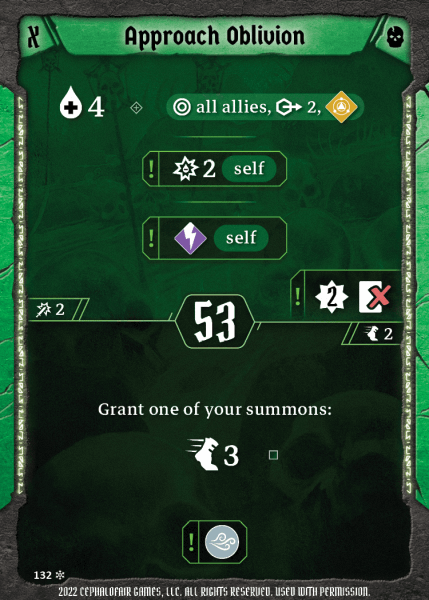 X
Approach Oblivion
4
all allies, 2,
! 2 self
! self
! 2
2
53
2
Grant one of your summons:
3
!
132
2022 CEPHALOFAIR GAMES, LLC. ALL RIGHTS RESERVED. USED WITH PERMISSION.